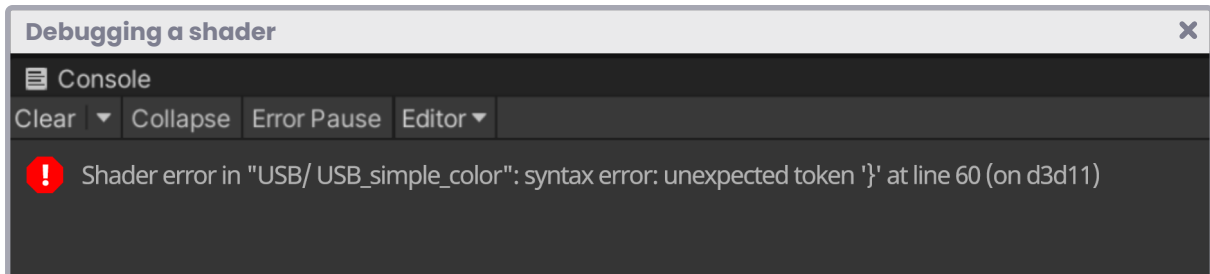 Debugging a shader
Console
Clear Collapse Error Pause Editor
Shader error in "USB/ USB_simple_color": syntax error: unexpected token '}' at line 60 (on d3d11)